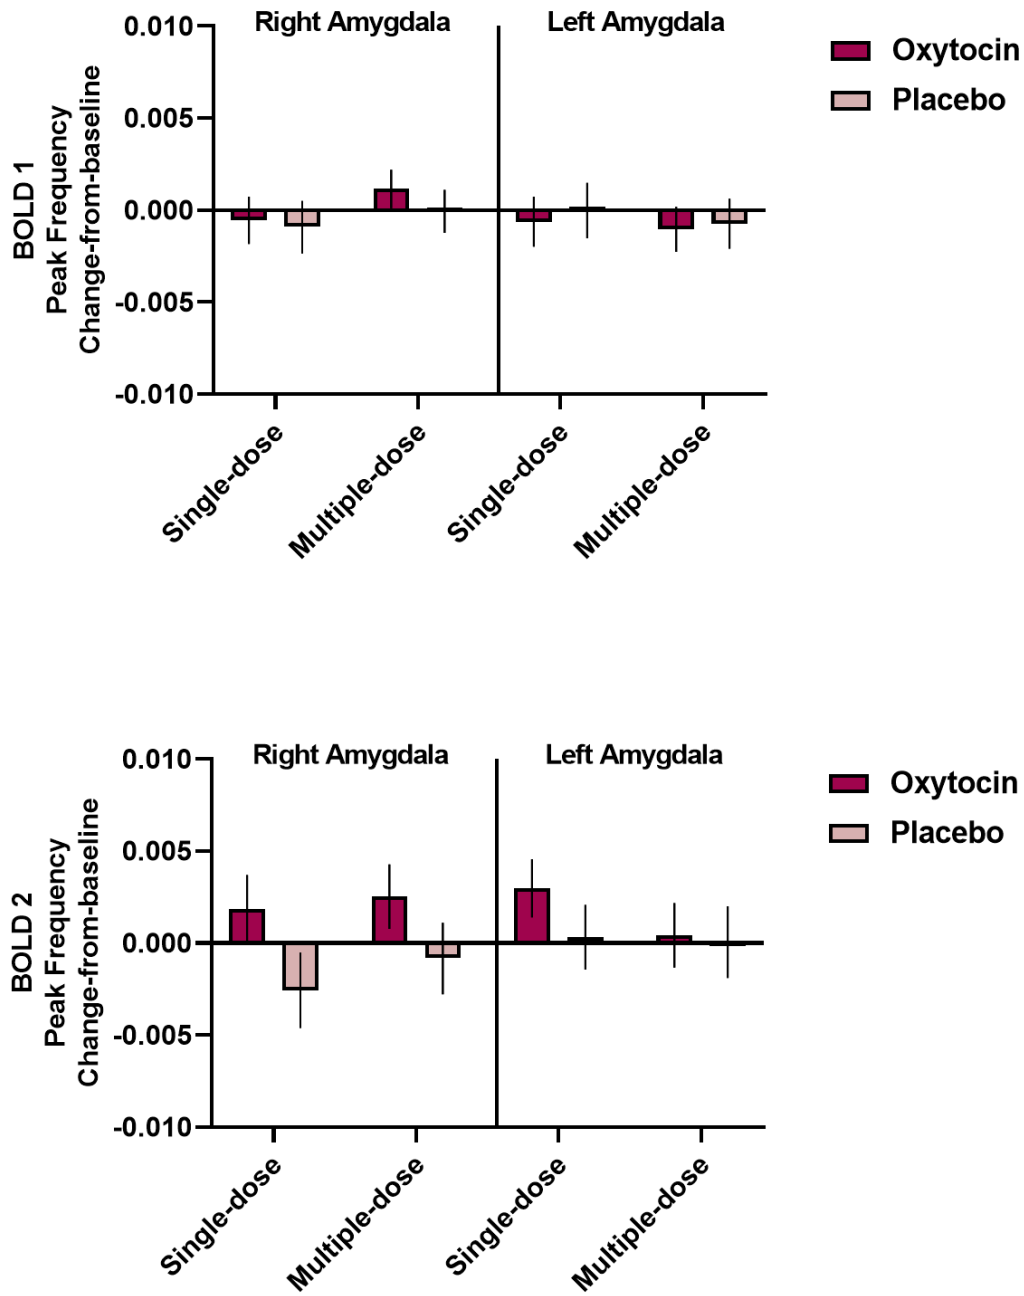 Right Amygdala
Left Amygdala
Oxytocin
Placebo
BOLD 1
Peak Frequency
Change-from-baseline
0.010
0.005
0.000
-0.005
-0.010
Single-dose
Multiple-dose
Single-dose
Multiple-dose
Right Amygdala
Left Amygdala
Oxytocin
Placebo
BOLD 2
Peak Frequency
Change-from-baseline
0.010
0.005
0.000
-0.005
-0.010
Single-dose
Multiple-dose
Single-dose
Multiple-dose